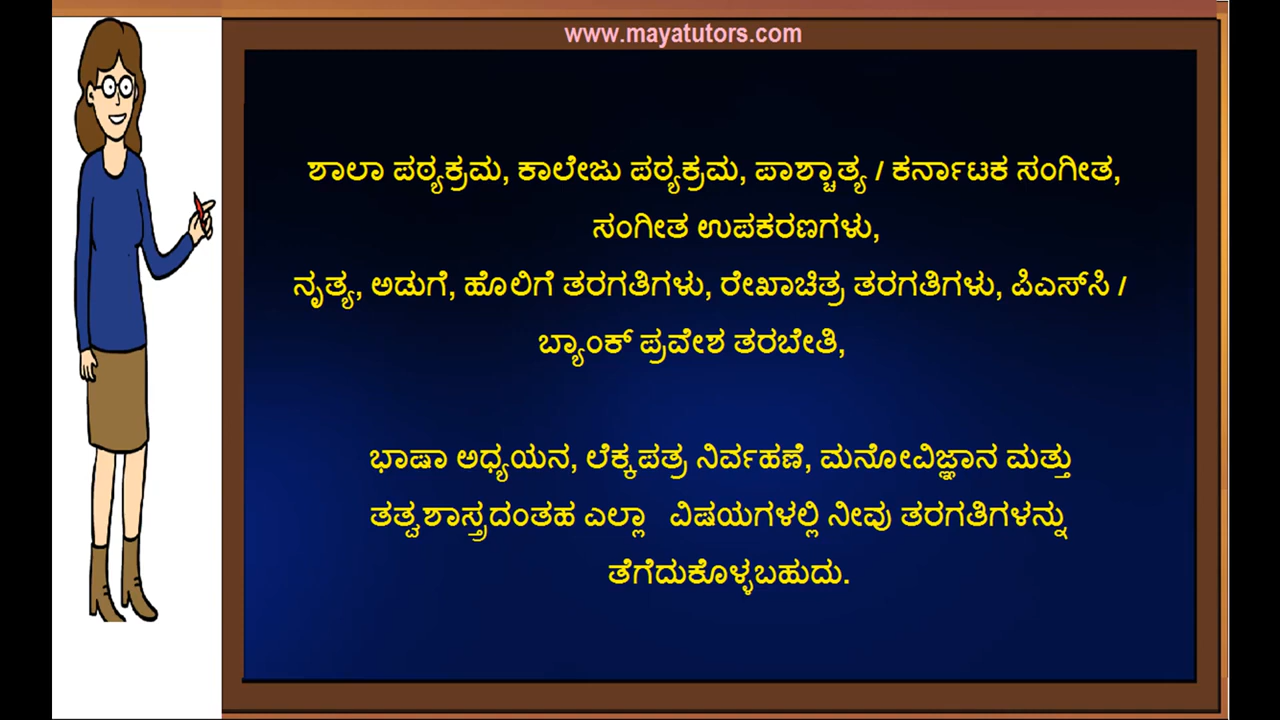 www.mayatutors.com
ಶಾಲಾ ಪಠ್ಯಕ್ರಮ, ಕಾಲೇಜು ಪಠ್ಯಕ್ರಮ, ಪಾಶ್ಚಾತ್ಯ / ಕರ್ನಾಟಕ ಸಂಗೀತ,
ಸಂಗೀತ ಉಪಕರಣಗಳು,
ನೃತ್ಯ, ಅಡುಗೆ, ಹೊಲಿಗೆ ತರಗತಿಗಳು, ರೇಖಾಚಿತ್ರ ತರಗತಿಗಳು, ಪಿಎಸ್‌ಸಿ /
ಬ್ಯಾಂಕ್ ಪ್ರವೇಶ ತರಬೇತಿ,
ಭಾಷಾ ಅಧ್ಯಯನ, ಲೆಕ್ಕಪತ್ರ ನಿರ್ವಹಣೆ, ಮನೋವಿಜ್ಞಾನ ಮತ್ತು
ತತ್ವಶಾಸ್ತ್ರದಂತಹ ಎಲ್ಲಾ ವಿಷಯಗಳಲ್ಲಿ ನೀವು ತರಗತಿಗಳನ್ನು
ತೆಗೆದುಕೊಳ್ಳಬಹುದು.